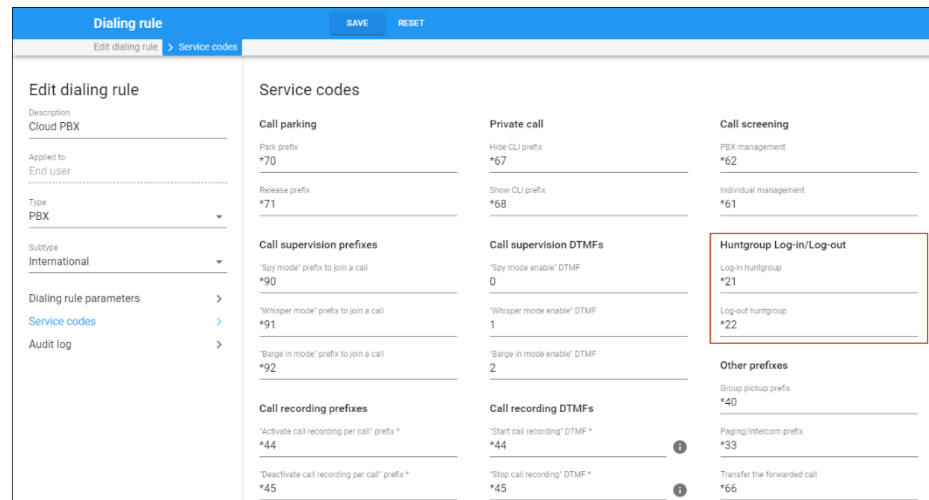 Dialing rule
SAVE
RESET
Edit dialing rule > Service codes
Edit dialing rule
Description
Cloud PBX
Applied to
End user
Type
PBX
Subtype
International
Dialing rule parameters
Service codes
Audit log
Service codes
Call parking
Park prefix
*70
Release prefix
*71
Private call
Hide CLI prefix
*67
Show CLI prefix
*68
Call screening
PBX management
*62
Individual management
*61
Call supervision prefixes
"Spy mode" prefix to join a call
*90
"Whisper mode" prefix to join a call
*91
"Barge in mode" prefix to join a call
*92
Call supervision DTMFs
"Spy mode enable" DTMF
0
"Whisper mode enable" DTMF
1
"Barge in mode enable" DTMF
2
Huntgroup Log-in/Log-out
Log-in huntgroup
*21
Log-out huntgroup
*22
Call recording prefixes
"Activate call recording per call" prefix *
*44
"Deactivate call recording per call" prefix *
*45
Call recording DTMFs
"Start call recording" DTMF *
*44
"Stop call recording" DTMF *
*45
Other prefixes
Group pickup prefix
*40
Paging/Intercom prefix
*33
Transfer the forwarded call
*66